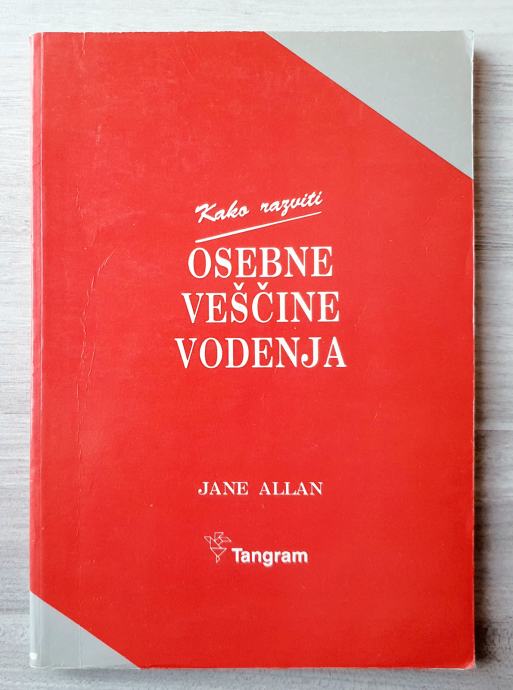 Kako razviti
OSEBNE
VEŠČINE
VODENJA
JANE ALLAN
Tangram